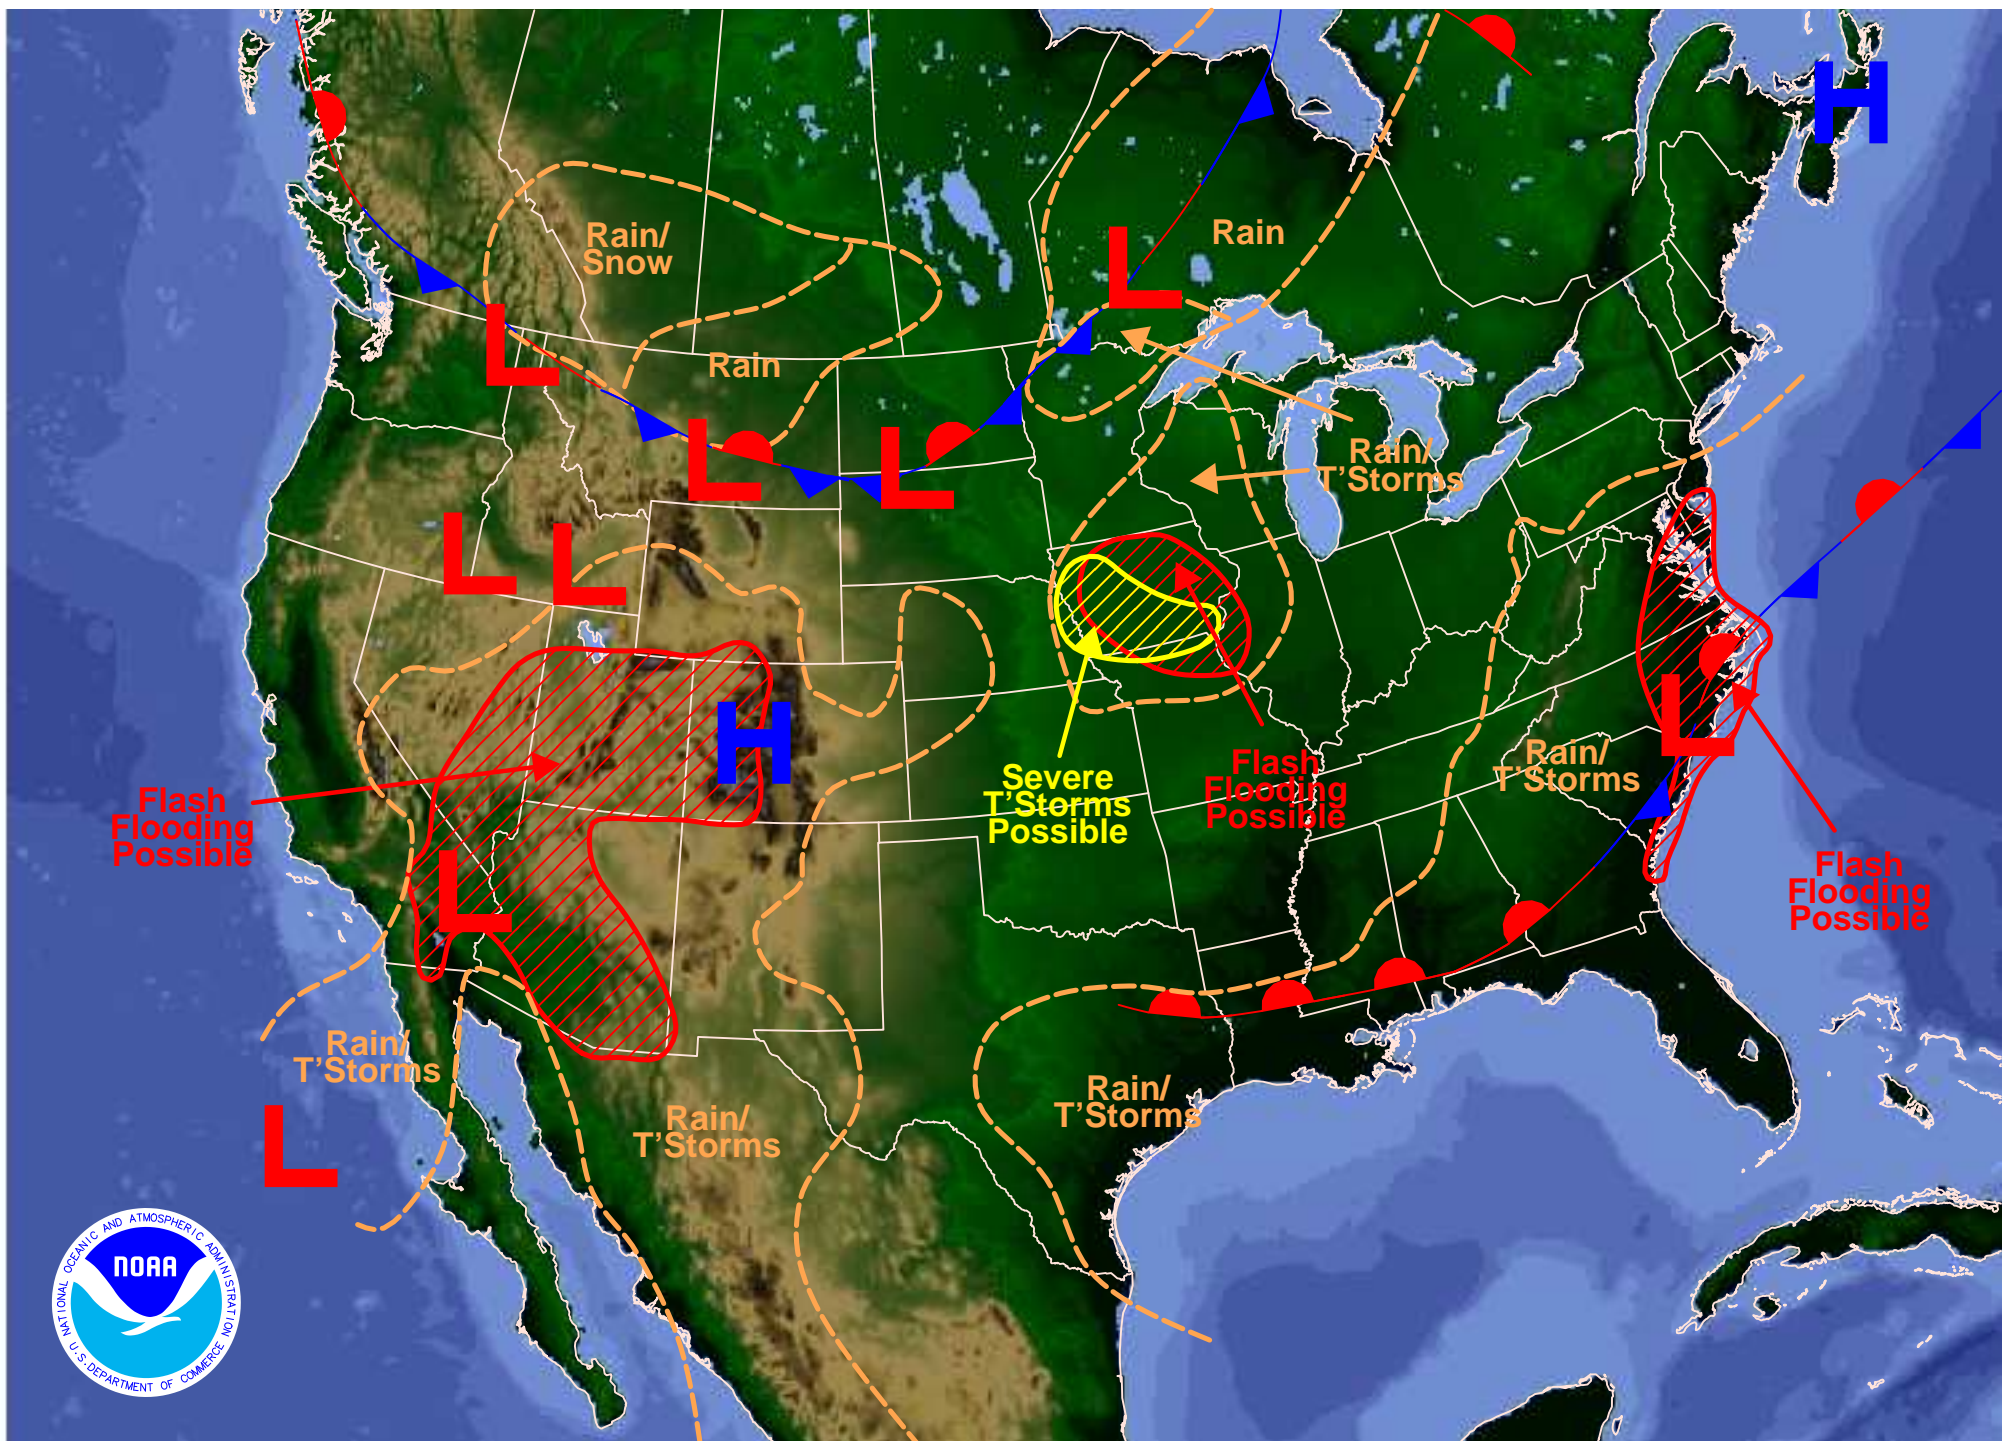 H
Rain/
Snow
Rain
L
L
Rain
L
L
Rain/
T'Storms
L
L
H
Severe
T'Storms
Possible
Flash
Flooding
Possible
Rain/
T'Storms
L
Flash
Flooding
Possible
L
Flash
Flooding
Possible
Rain/
T'Storms
L
Rain/
T'Storms
Rain/
T'Storms
NATIONAL OCEANIC AND ATMOSPHERIC ADMINISTRATION
NOAA
U.S. DEPARTMENT OF COMMERCE